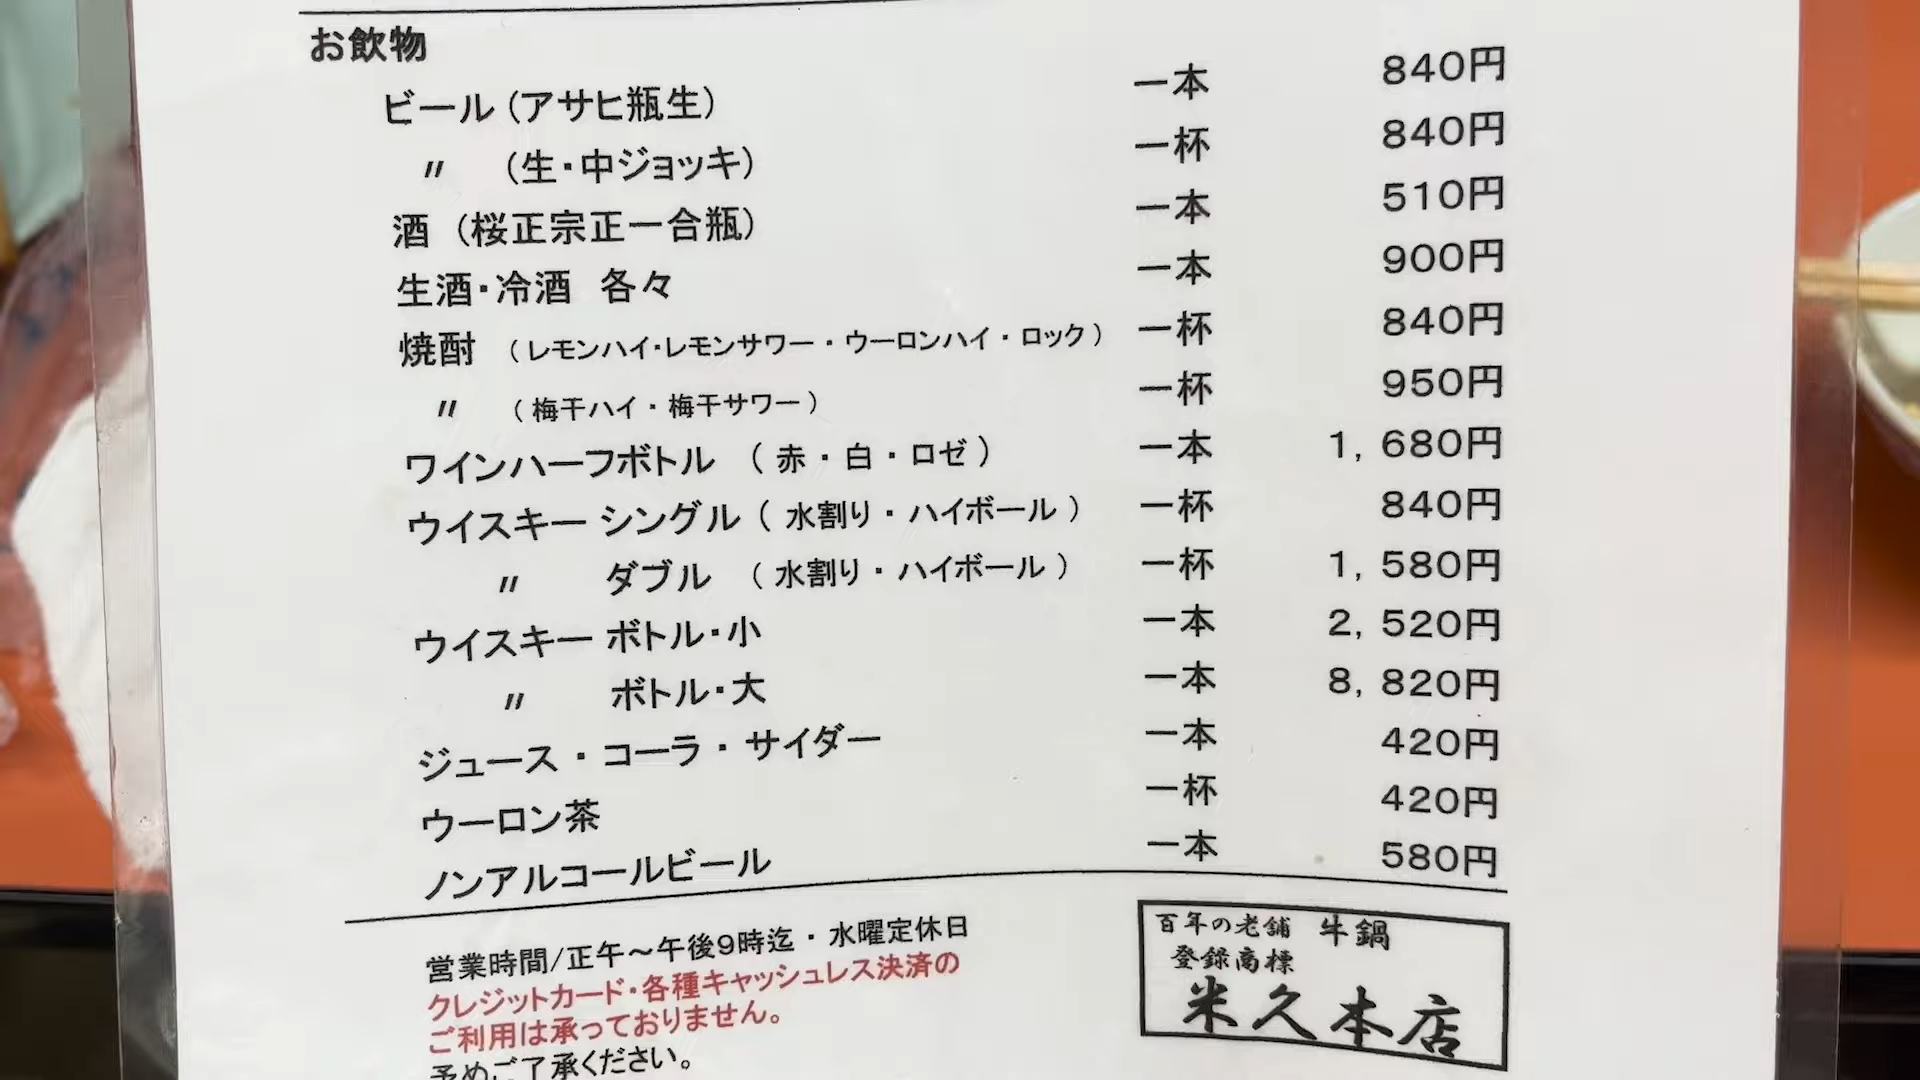 お飲物
ビール（アサヒ瓶生） 一本 840円
〃 （生・中ジョッキ） 一杯 840円
酒 （桜正宗正一合瓶） 一本 510円
生酒・冷酒 各々 一本 900円
焼酎 （レモンハイ・レモンサワー・ウーロンハイ・ロック） 一杯 840円
〃 （梅干ハイ・梅干サワー） 一杯 950円
ワインハーフボトル （赤・白・ロゼ） 一本 1，680円
ウイスキー シングル（水割り・ハイボール） 一杯 840円
〃 ダブル （水割り・ハイボール） 一杯 1，580円
ウイスキー ボトル・小 一本 2，520円
〃 ボトル・大 一本 8，820円
ジュース・コーラ・サイダー 一本 420円
ウーロン茶 一杯 420円
ノンアルコールビール 一本 580円
営業時間/正午～午後9時迄・水曜定休日
クレジットカード・各種キャッシュレス決済の
ご利用は承っておりません。
予めご了承ください。
百年の老舗 牛鍋
登録商標
米久本店